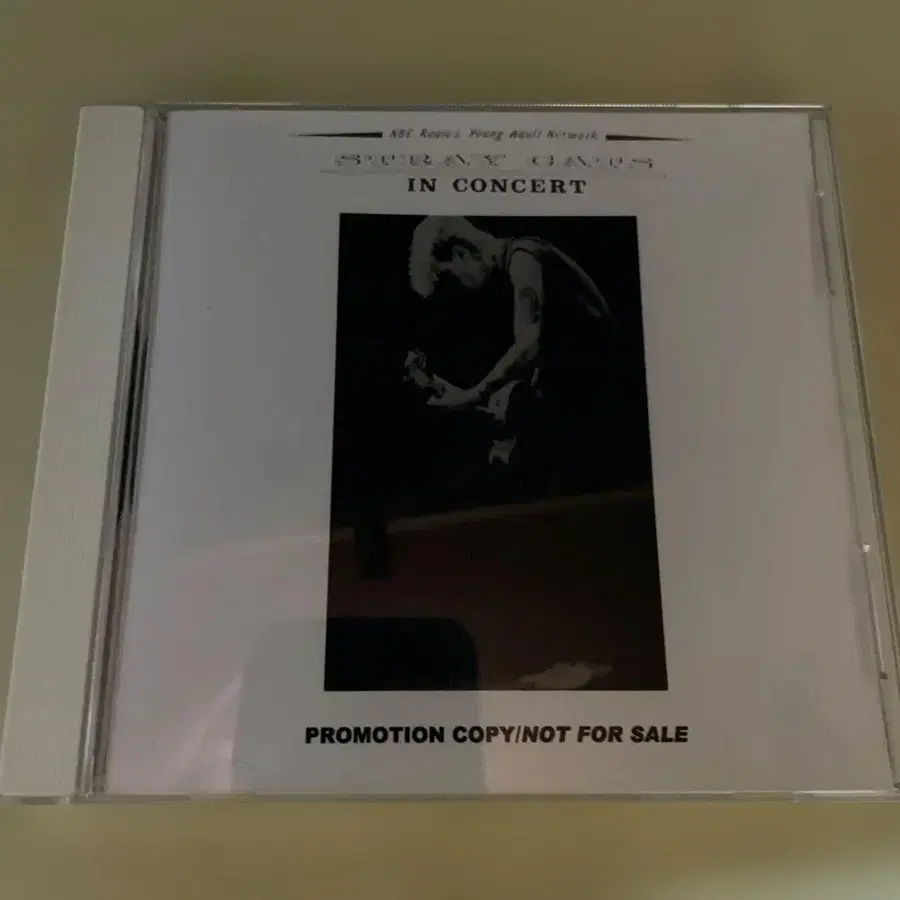 NBC Radio's Young Adult Network
STRAY CATS
IN CONCERT
PROMOTION COPY/NOT FOR SALE